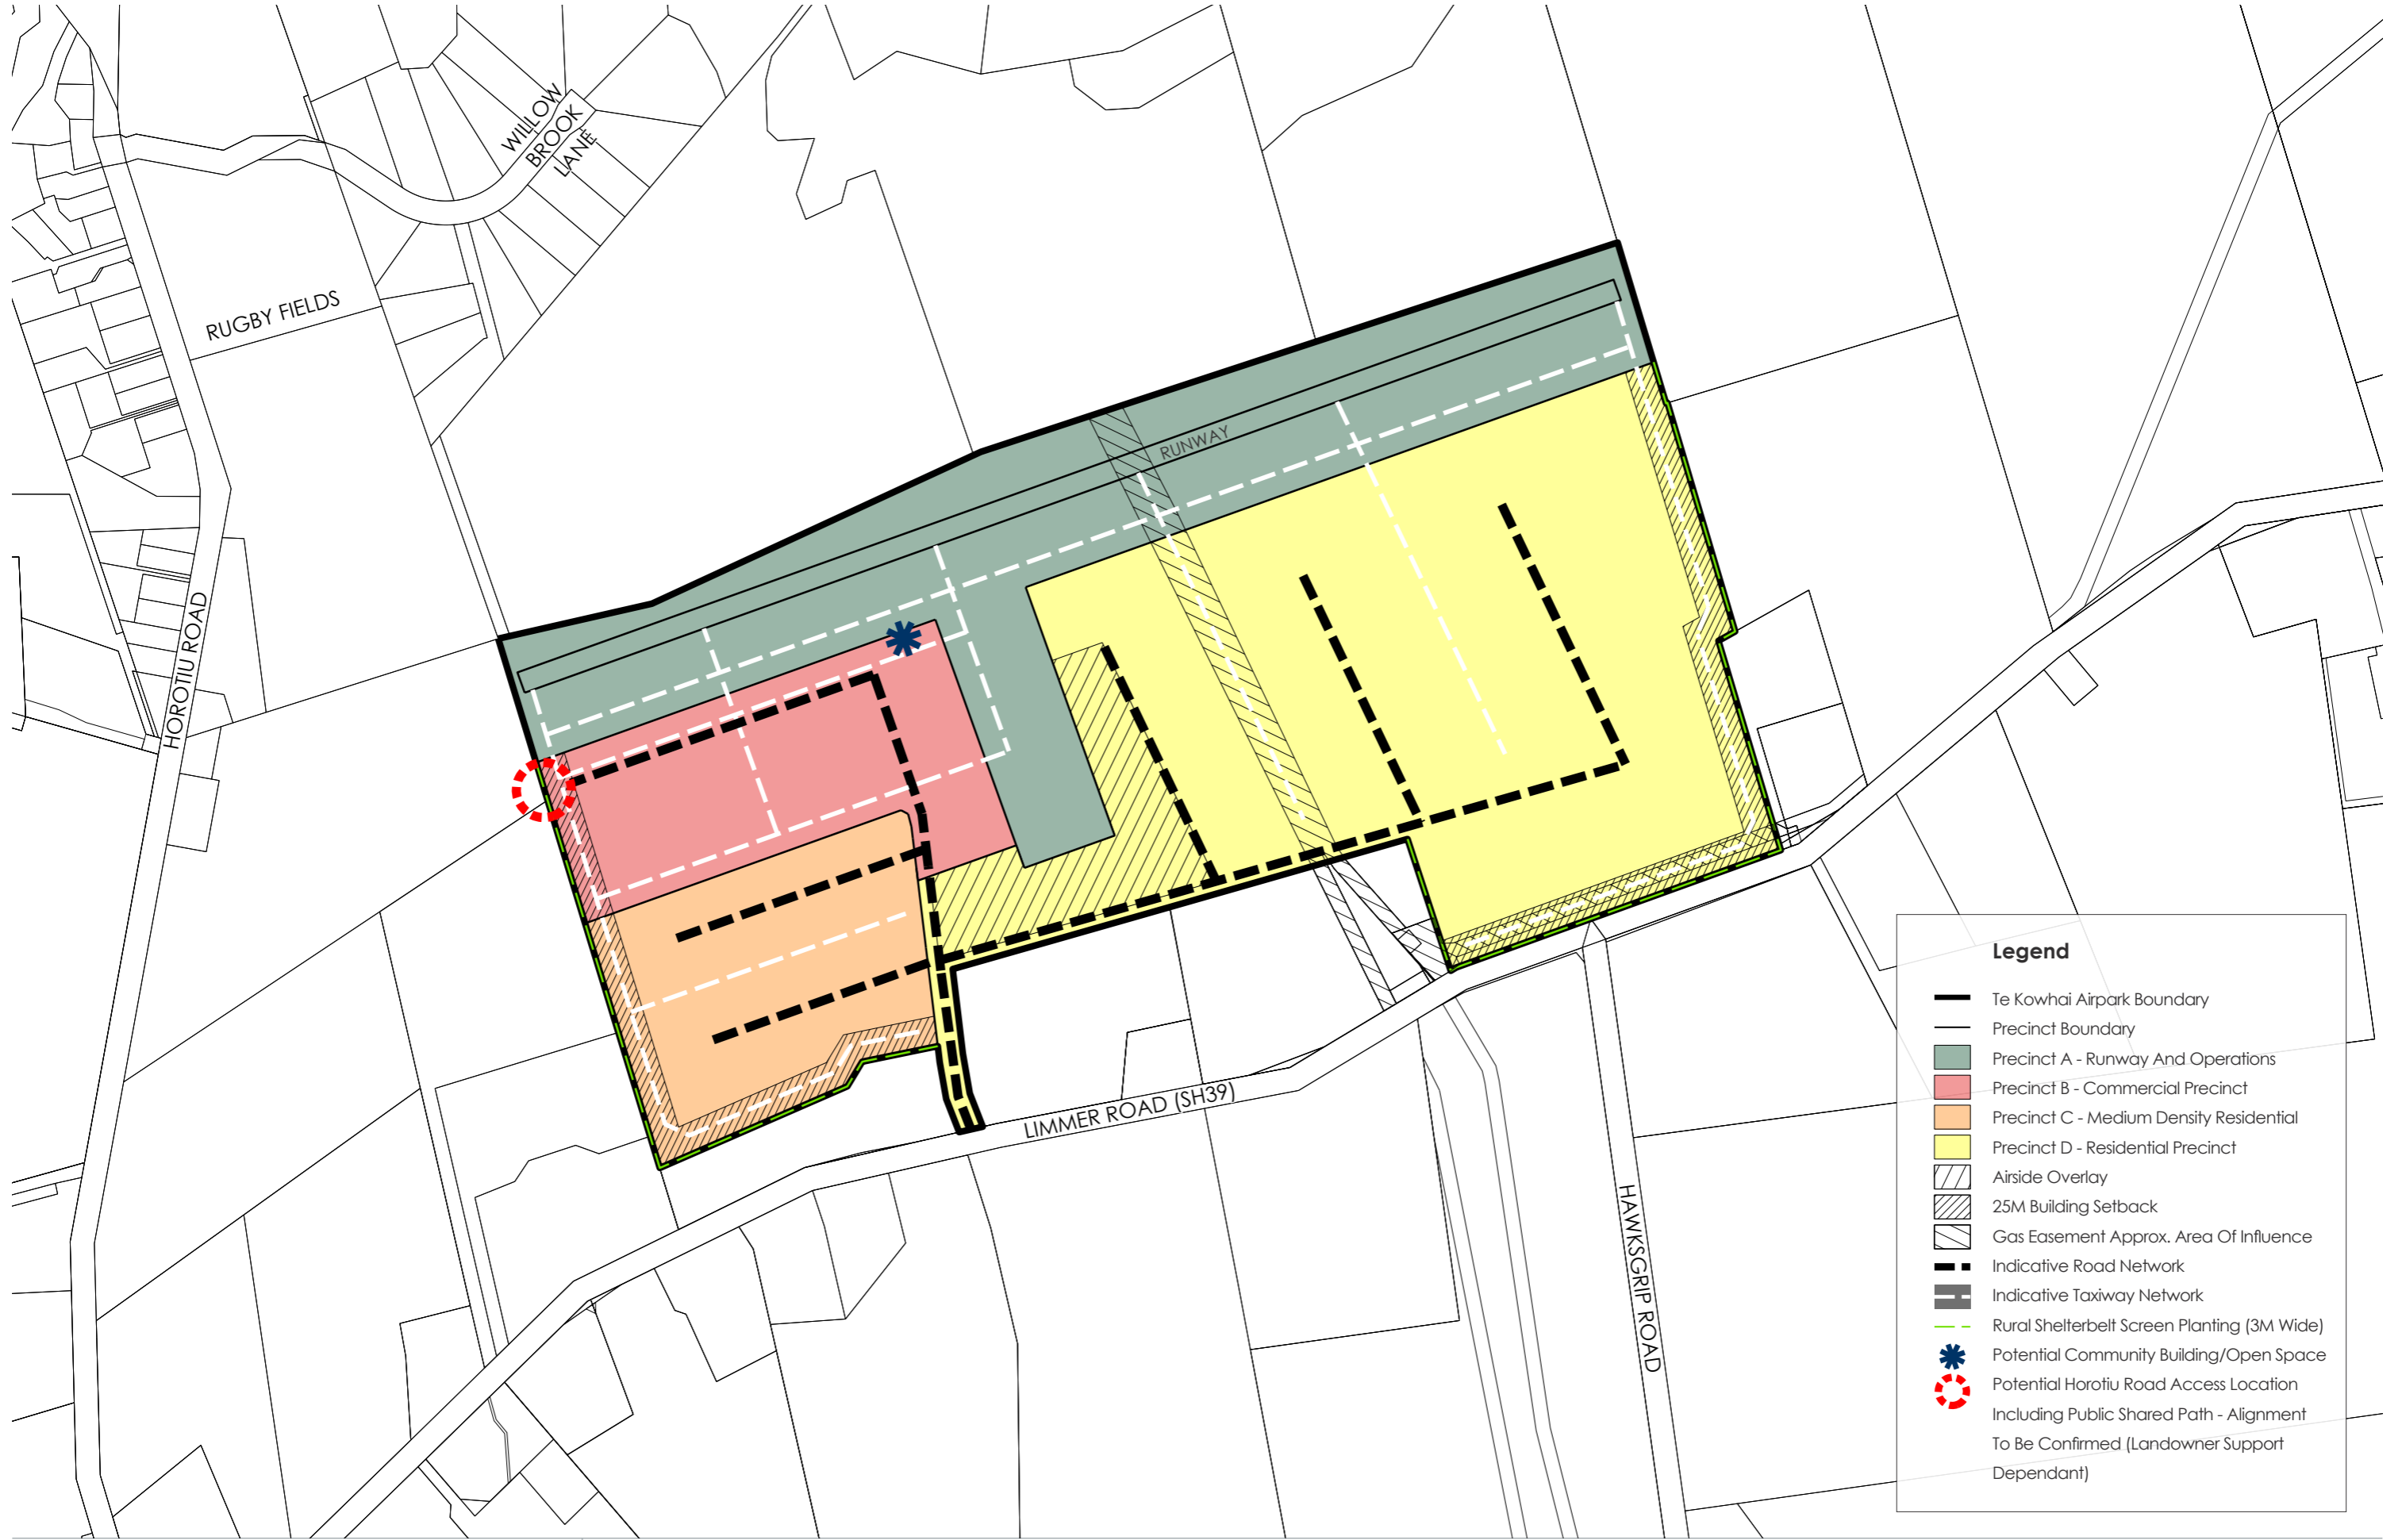 WILLOW
BROOK
LANE
RUGBY FIELDS
RUNWAY
HOROTIU ROAD
LIMMER ROAD (SH39)
HAWKSGRIP ROAD
Legend
Te Kowhai Airpark Boundary
Precinct Boundary
Precinct A - Runway And Operations
Precinct B - Commercial Precinct
Precinct C - Medium Density Residential
Precinct D - Residential Precinct
Airside Overlay
25M Building Setback
Gas Easement Approx. Area Of Influence
Indicative Road Network
Indicative Taxiway Network
Rural Shelterbelt Screen Planting (3M Wide)
Potential Community Building/Open Space
Potential Horotiu Road Access Location
Including Public Shared Path - Alignment
To Be Confirmed (Landowner Support
Dependant)